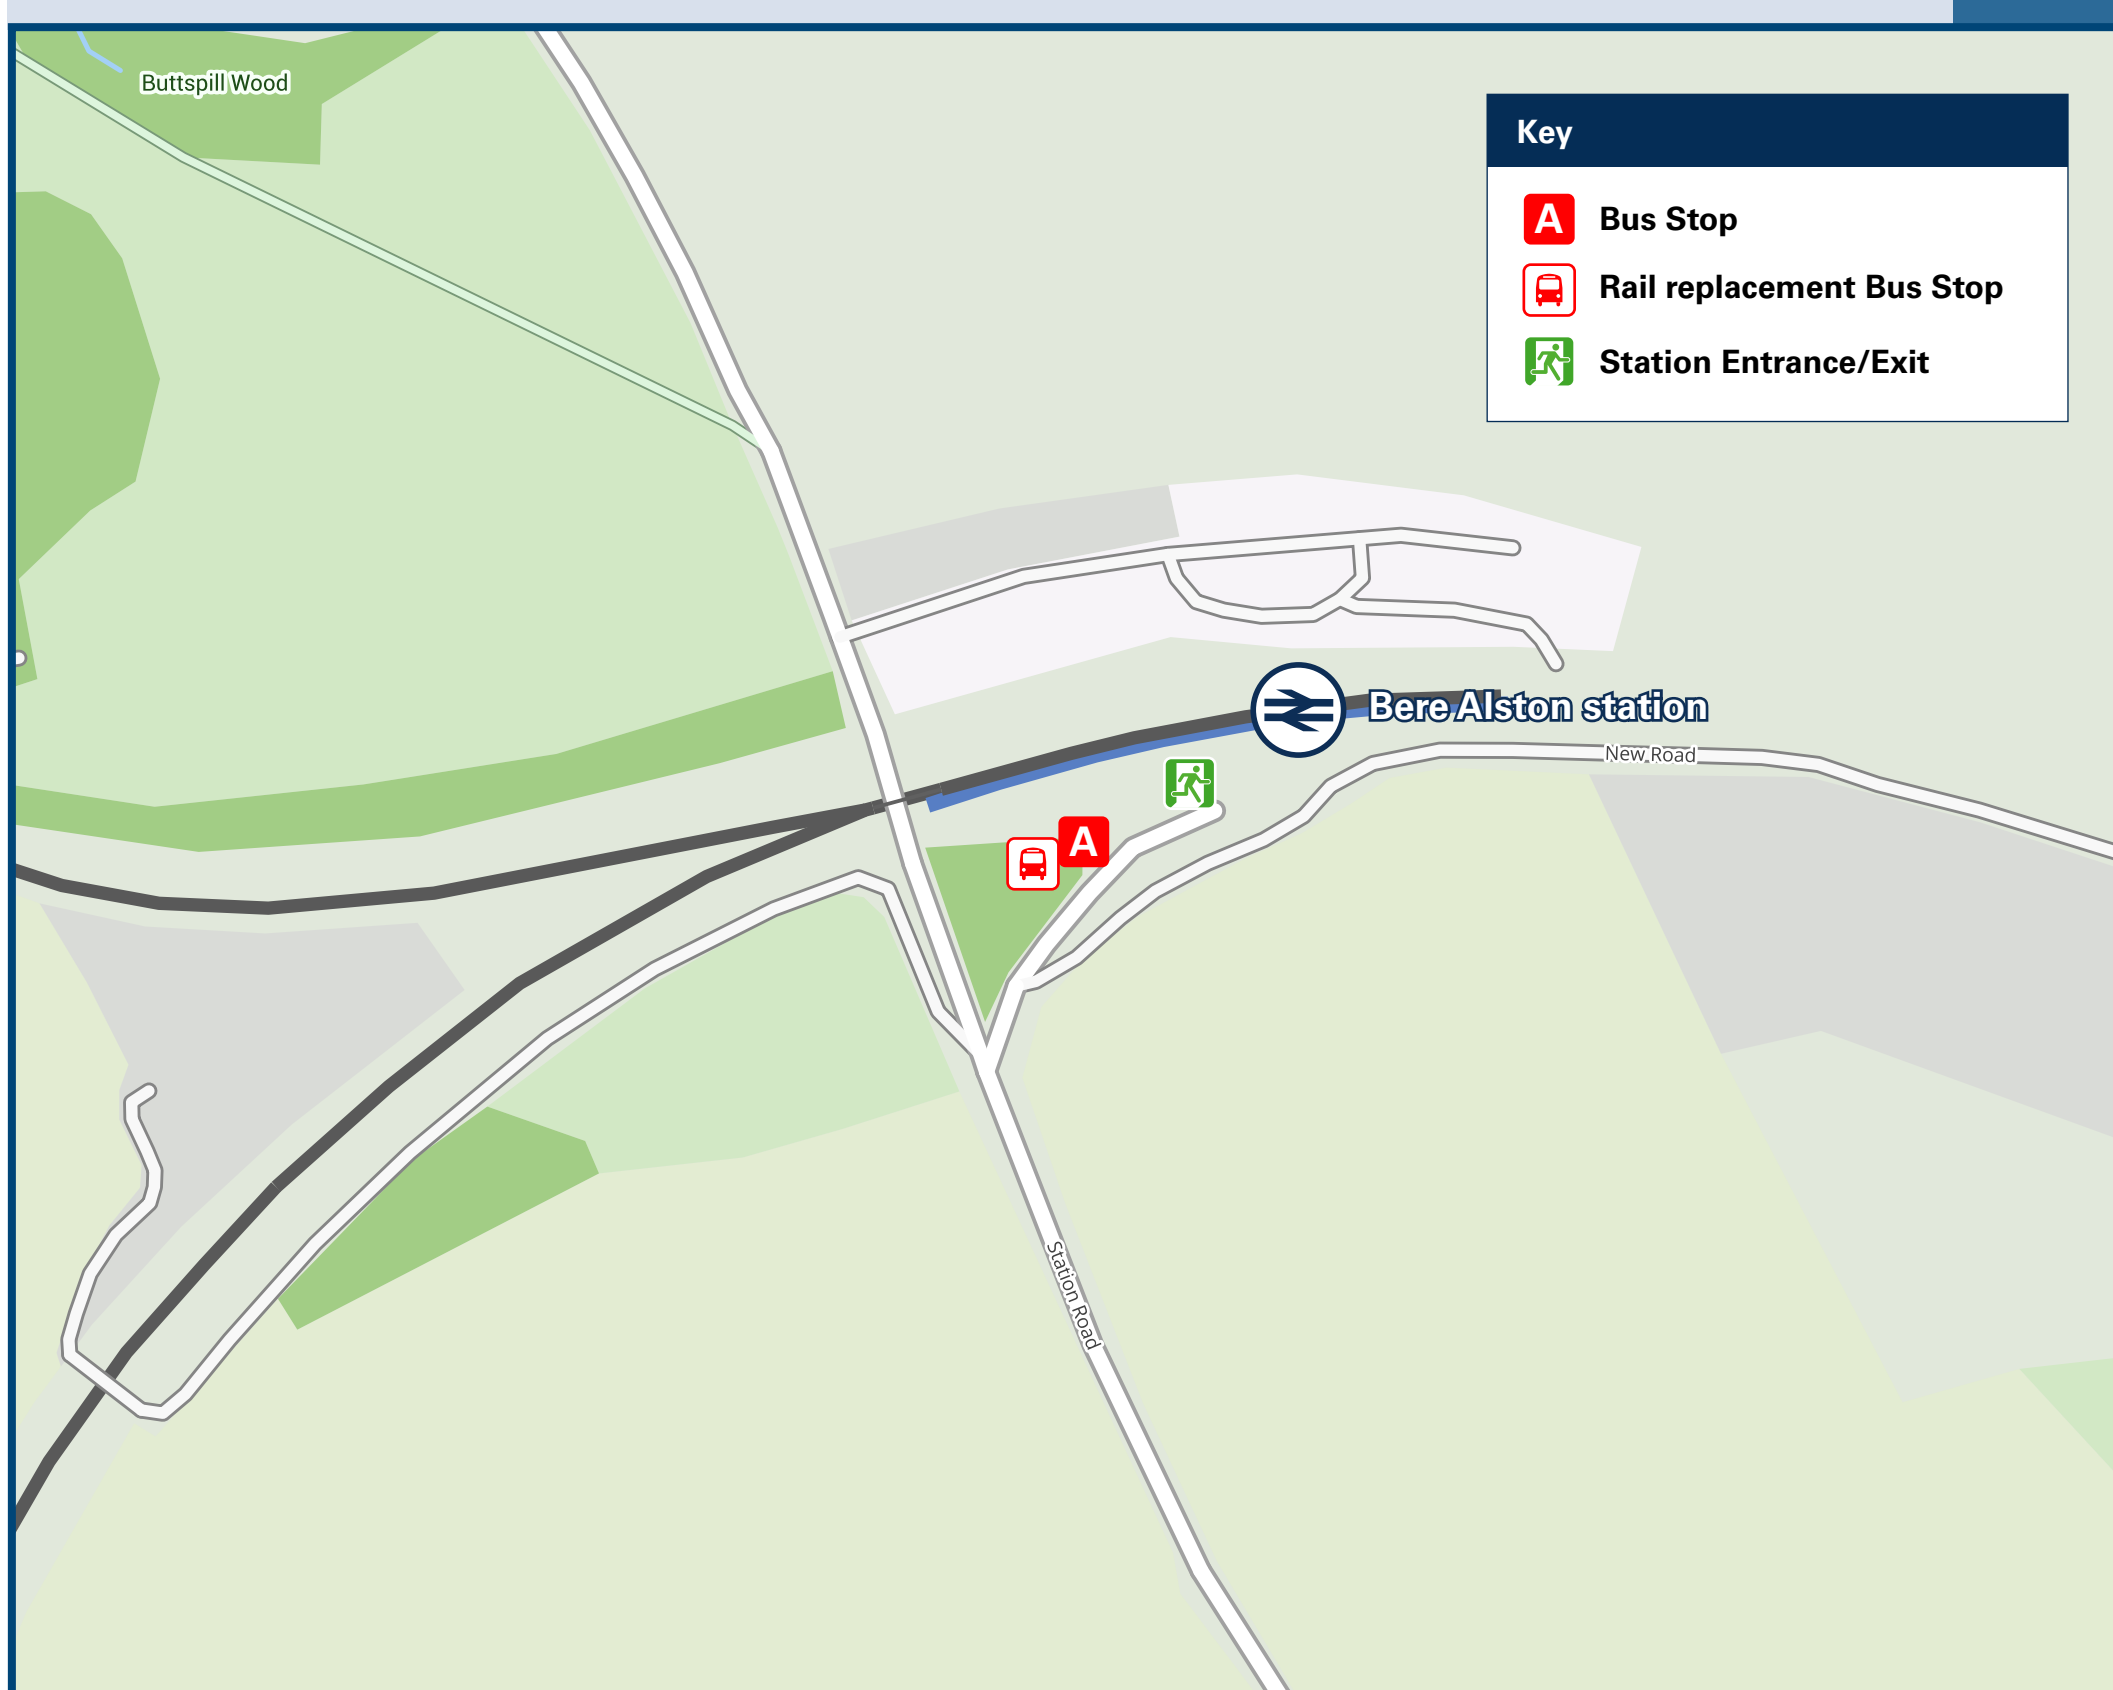 Buttspill Wood
Key
A Bus Stop
Rail replacement Bus Stop
Station Entrance/Exit
Bere Alston station
New Road
A
Station Road